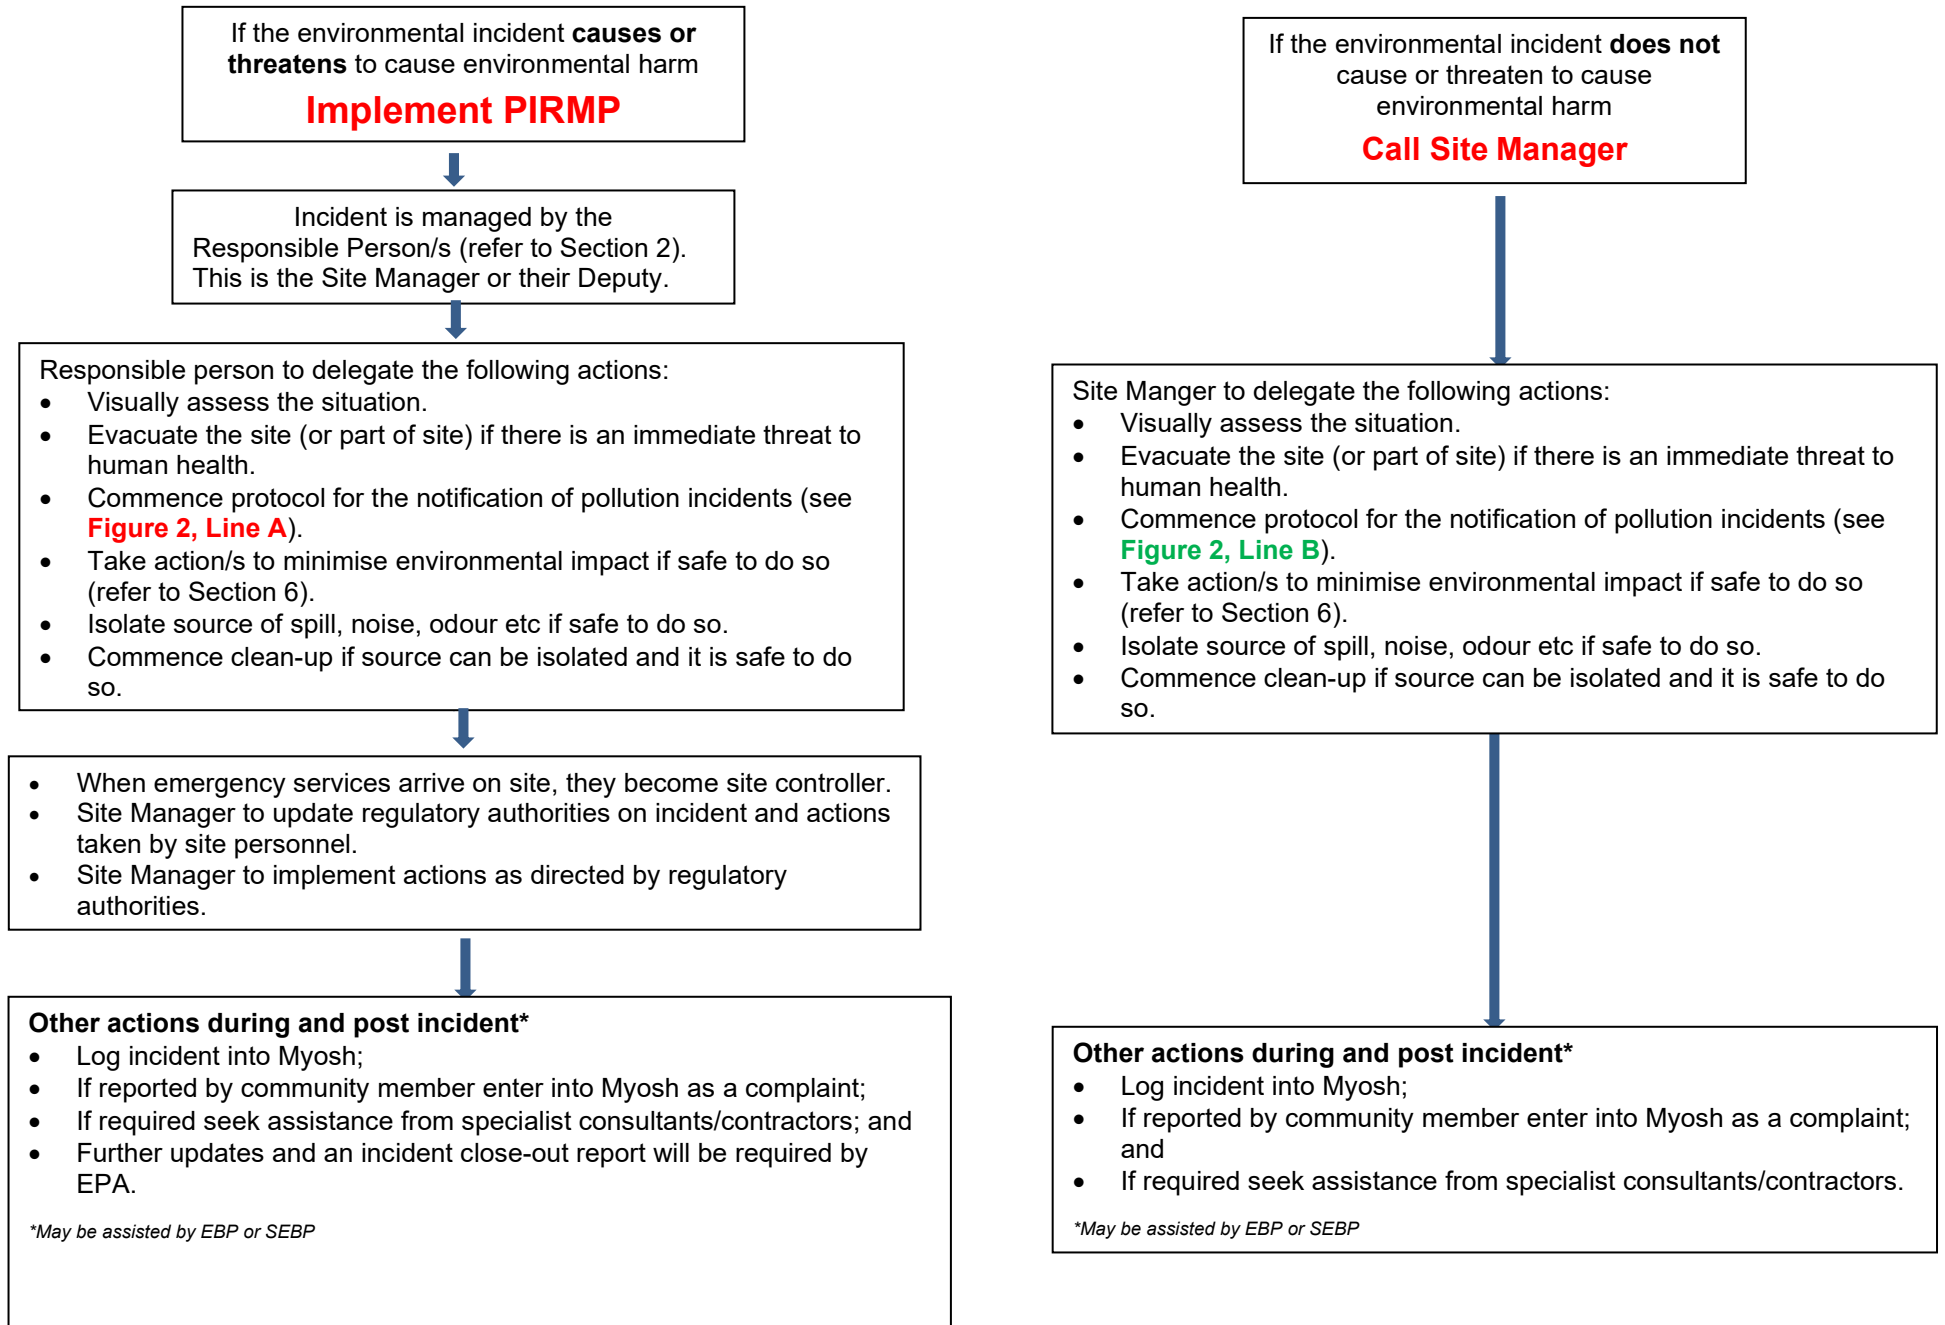 If the environmental incident causes or
threatens to cause environmental harm
Implement PIRMP
Incident is managed by the
Responsible Person/s (refer to Section 2).
This is the Site Manager or their Deputy.
Responsible person to delegate the following actions:
• Visually assess the situation.
• Evacuate the site (or part of site) if there is an immediate threat to
human health.
• Commence protocol for the notification of pollution incidents (see
Figure 2, Line A).
• Take action/s to minimise environmental impact if safe to do so
(refer to Section 6).
• Isolate source of spill, noise, odour etc if safe to do so.
• Commence clean-up if source can be isolated and it is safe to do
so.
• When emergency services arrive on site, they become site controller.
• Site Manager to update regulatory authorities on incident and actions
taken by site personnel.
• Site Manager to implement actions as directed by regulatory
authorities.
Other actions during and post incident*
• Log incident into Myosh;
• If reported by community member enter into Myosh as a complaint;
• If required seek assistance from specialist consultants/contractors; and
• Further updates and an incident close-out report will be required by
EPA.
*May be assisted by EBP or SEBP
If the environmental incident does not
cause or threaten to cause
environmental harm
Call Site Manager
Site Manger to delegate the following actions:
• Visually assess the situation.
• Evacuate the site (or part of site) if there is an immediate threat to
human health.
• Commence protocol for the notification of pollution incidents (see
Figure 2, Line B).
• Take action/s to minimise environmental impact if safe to do so
(refer to Section 6).
• Isolate source of spill, noise, odour etc if safe to do so.
• Commence clean-up if source can be isolated and it is safe to do
so.
Other actions during and post incident*
• Log incident into Myosh;
• If reported by community member enter into Myosh as a complaint;
and
• If required seek assistance from specialist consultants/contractors.
*May be assisted by EBP or SEBP